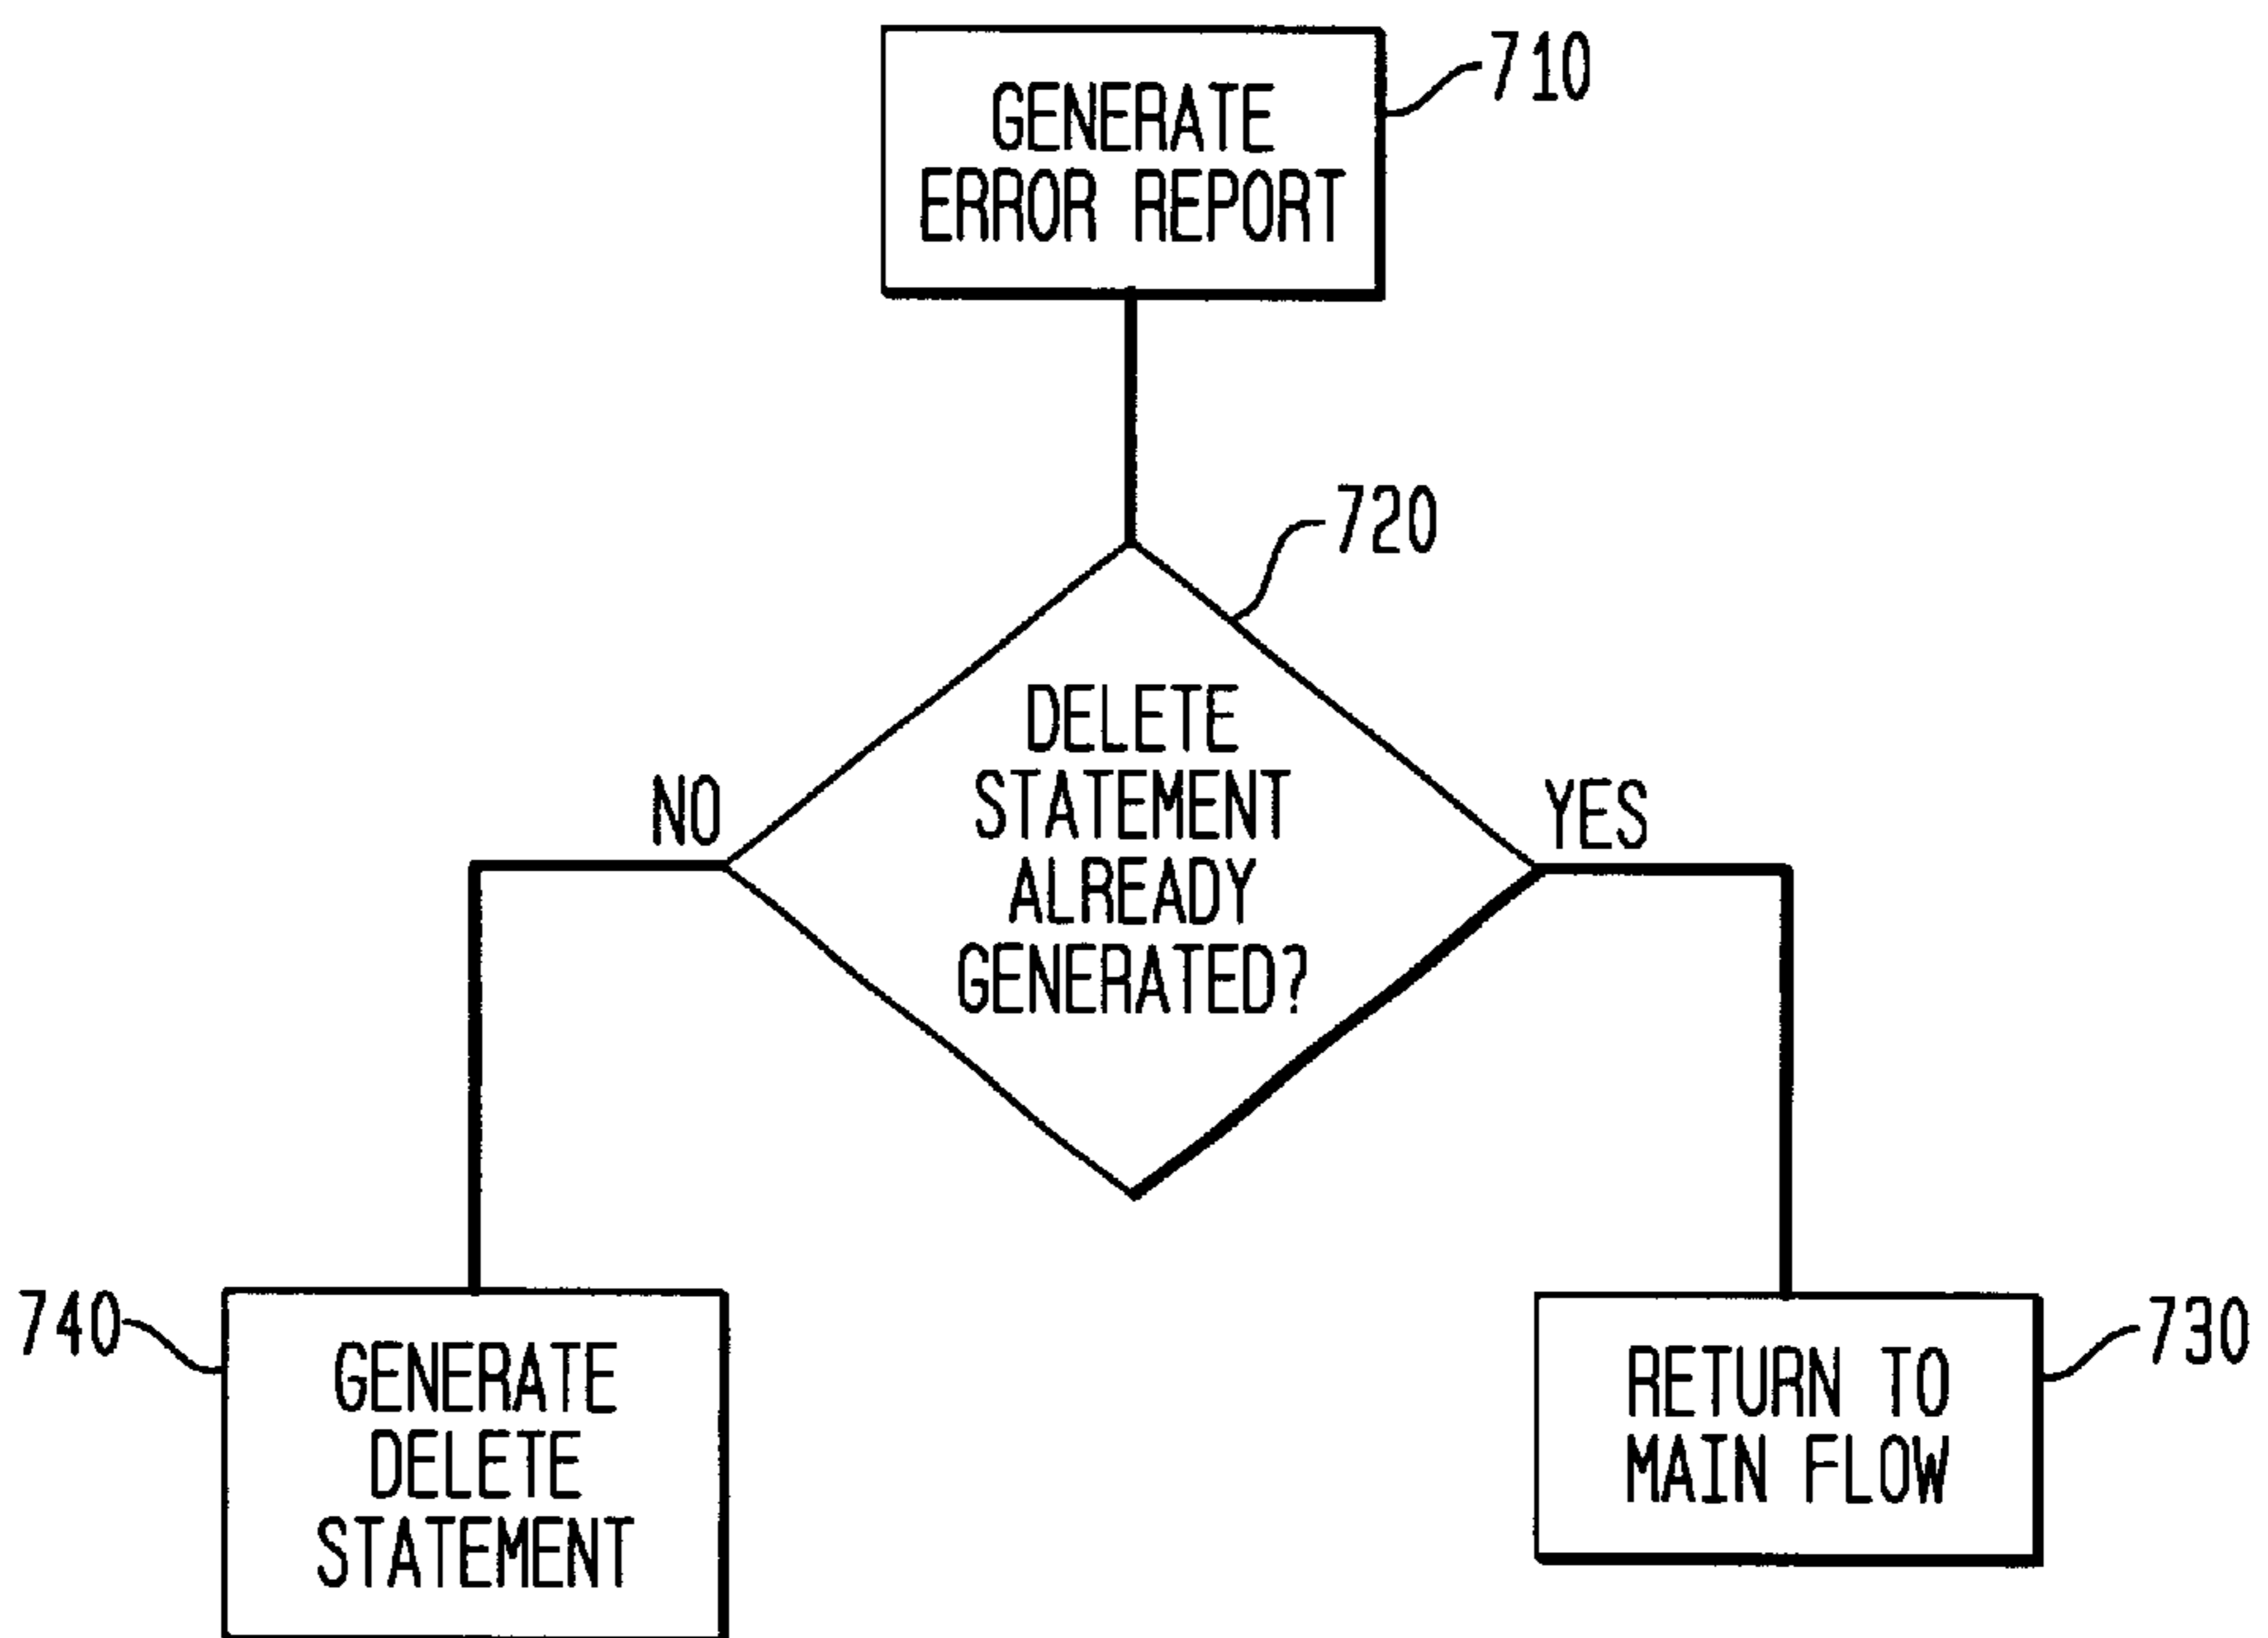 710
GENERATE
ERROR REPORT
720
DELETE
STATEMENT
ALREADY
GENERATED?
NO
YES
740
GENERATE
DELETE
STATEMENT
RETURN TO
MAIN FLOW
730